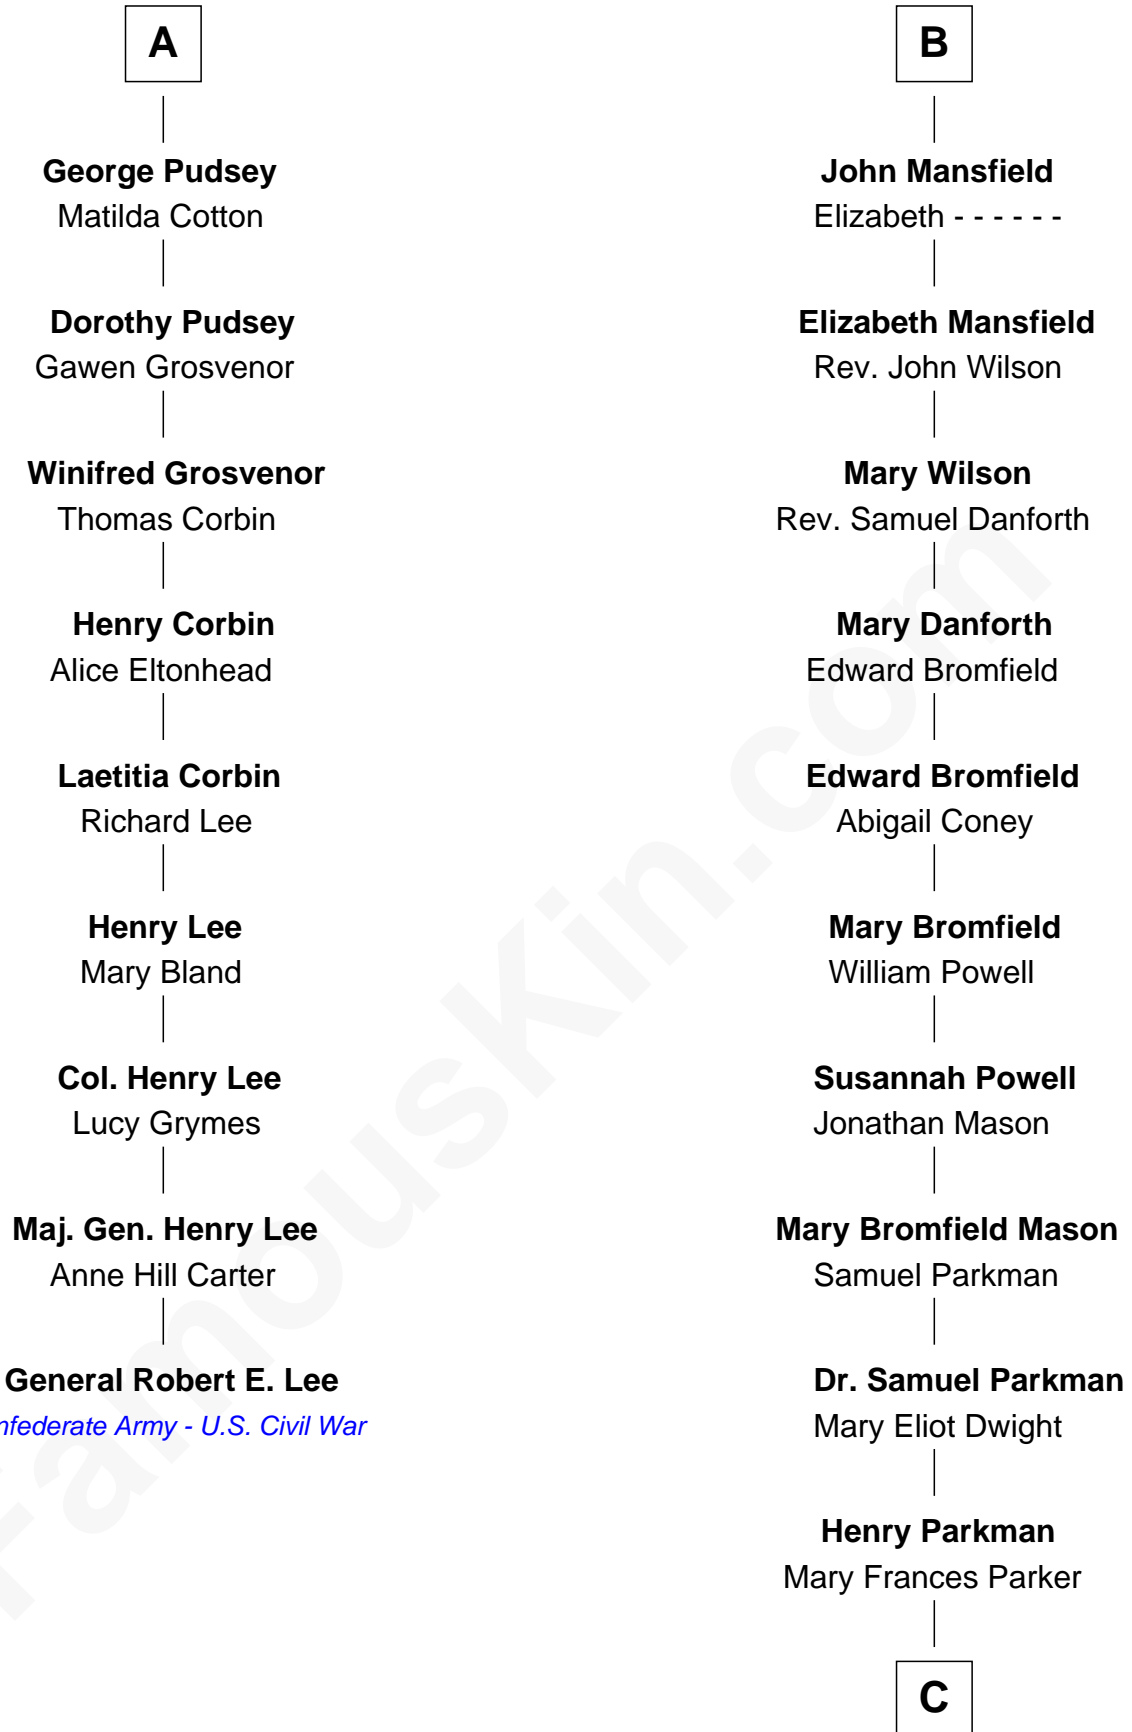 A
George Pudsey
Matilda Cotton
Dorothy Pudsey
Gawen Grosvenor
Winifred Grosvenor
Thomas Corbin
Henry Corbin
Alice Eltonhead
Laetitia Corbin
Richard Lee
Henry Lee
Mary Bland
Col. Henry Lee
Lucy Grymes
Maj. Gen. Henry Lee
Anne Hill Carter
General Robert E. Lee
nfederate Army - U.S. Civil War
B
John Mansfield
Elizabeth - - - - - -
Elizabeth Mansfield
Rev. John Wilson
Mary Wilson
Rev. Samuel Danforth
Mary Danforth
Edward Bromfield
Edward Bromfield
Abigail Coney
Mary Bromfield
William Powell
Susannah Powell
Jonathan Mason
Mary Bromfield Mason
Samuel Parkman
Dr. Samuel Parkman
Mary Eliot Dwight
Henry Parkman
Mary Frances Parker
C
FamousKin.com